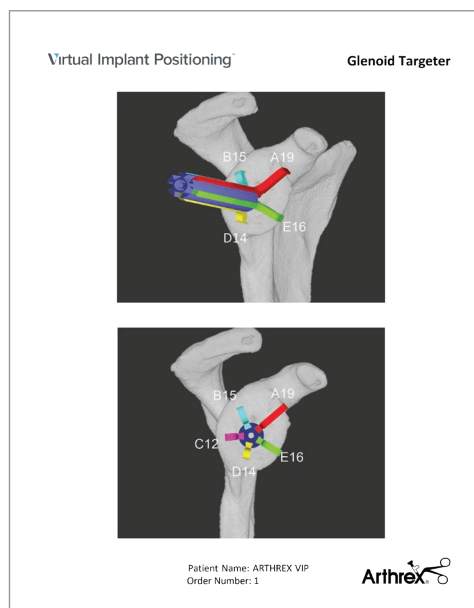 Virtual Implant Positioning™
Glenoid Targeter
B15
A19
E16
D14
B15
A19
C12
E16
D14
Patient Name: ARTHREX VIP
Order Number: 1
Arthrex